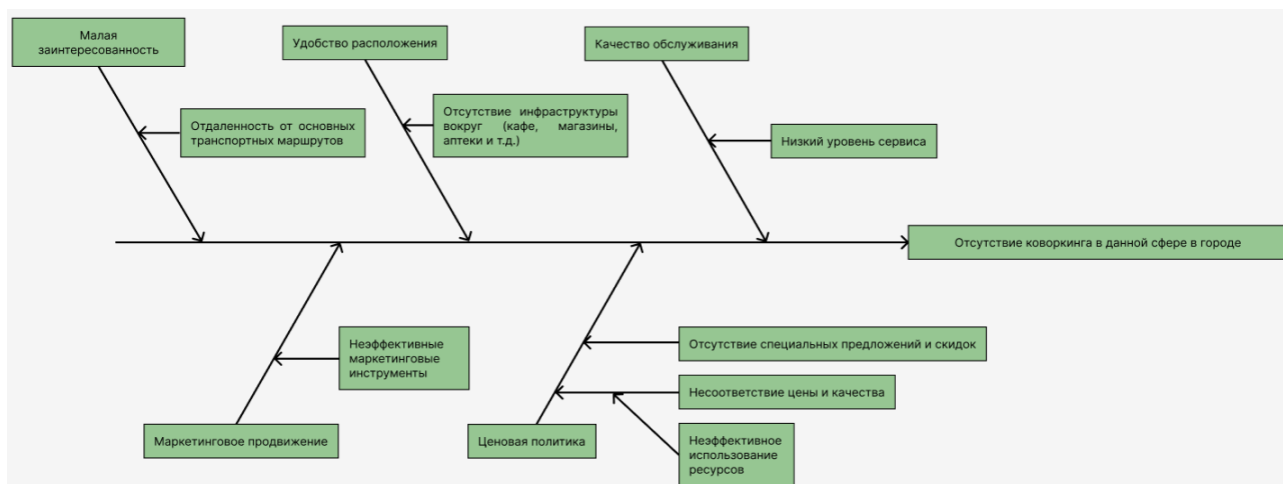 Малая
заинтересованность
Удобство расположения
Качество обслуживания
Отдаленность от основных
транспортных маршрутов
Отсутствие инфраструктуры
вокруг (кафе, магазины,
аптеки и т.д.)
Низкий уровень сервиса
Отсутствие коворкинга в данной сфере в городе
Неэффективные
маркетинговые
инструменты
Отсутствие специальных предложений и скидок
Несоответствие цены и качества
Маркетинговое продвижение
Ценовая политика
Неэффективное
использование
ресурсов